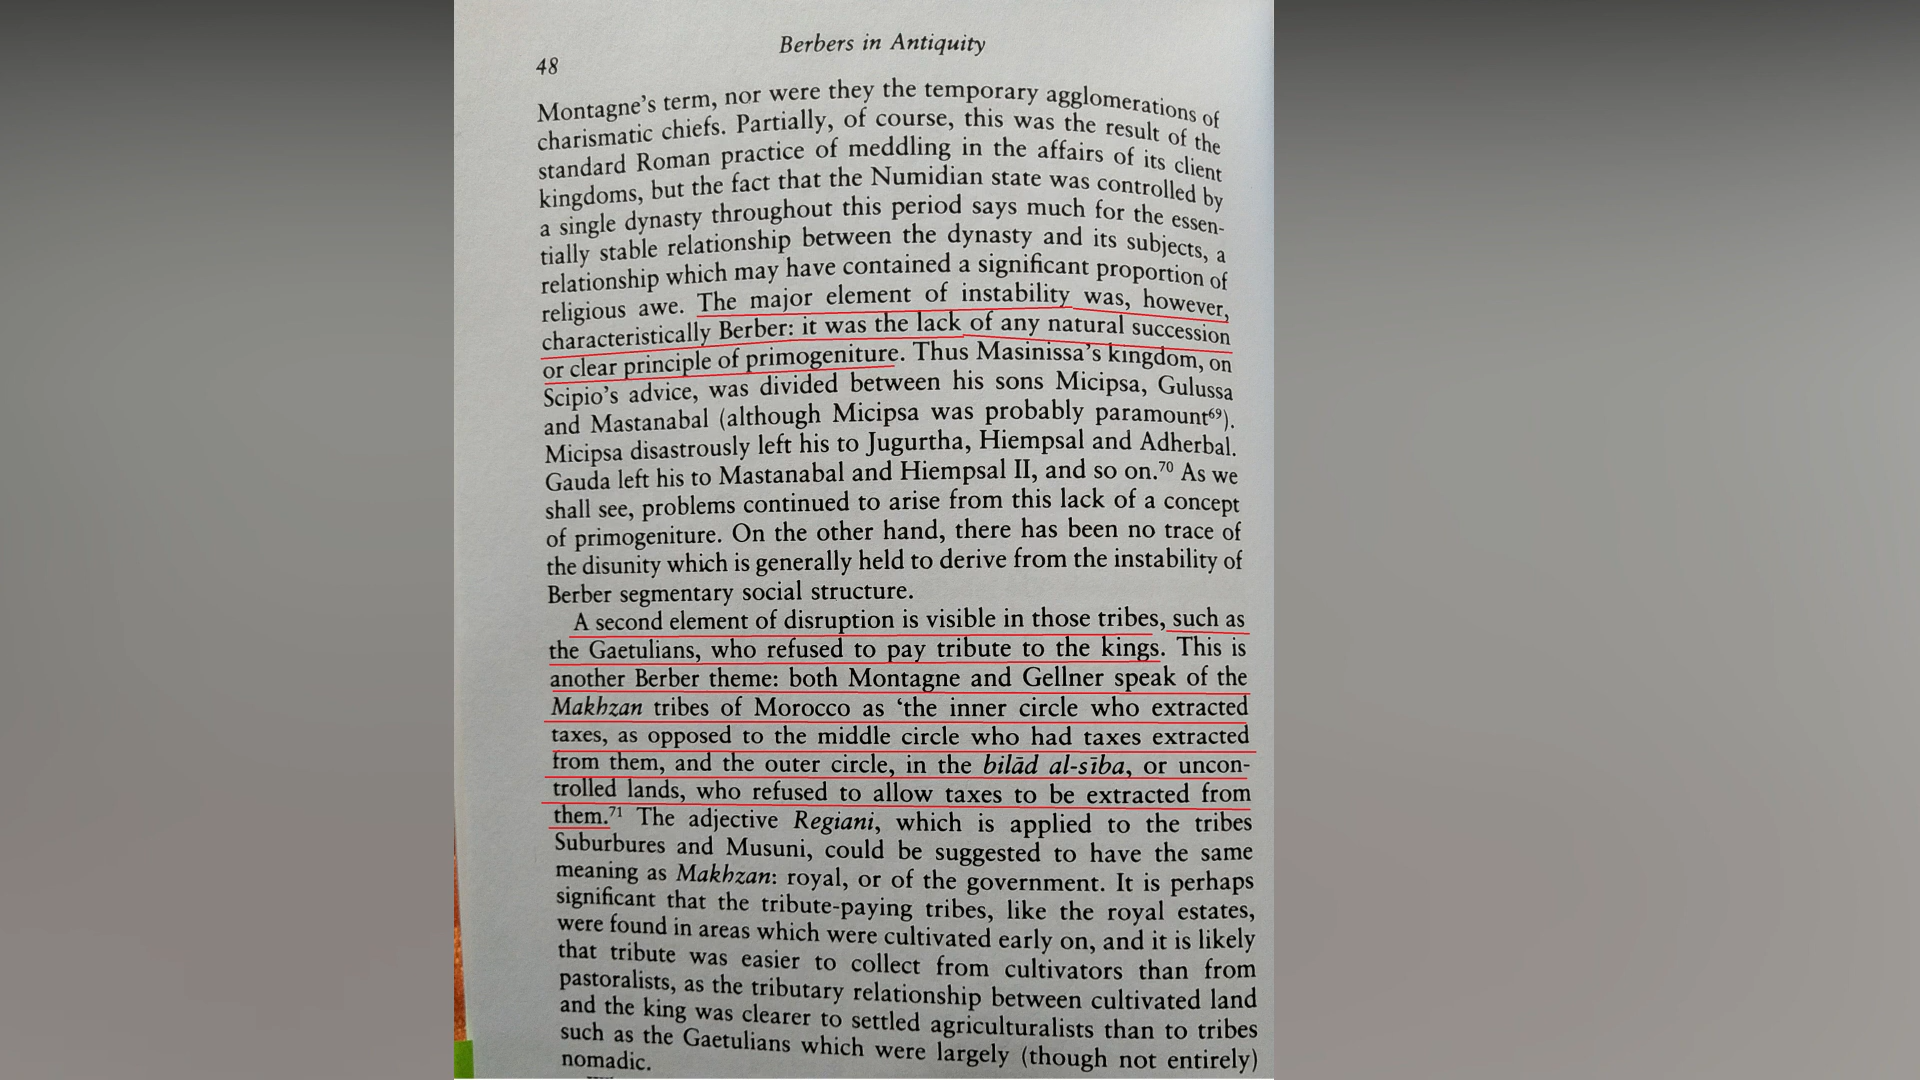 Berbers in Antiquity
48
Montagne's term, nor were they the temporary agglomerations of
charismatic chiefs. Partially, of course, this was the result of the
standard Roman practice of meddling in the affairs of its client
kingdoms, but the fact that the Numidian state was controlled by
a single dynasty throughout this period says much for the essen-
tially stable relationship between the dynasty and its subjects, a
relationship which may have contained a significant proportion of
religious awe. The major element of instability was, however,
characteristically Berber: it was the lack of any natural succession
or clear principle of primogeniture. Thus Masinissa's kingdom, on
Scipio's advice, was divided between his sons Micipsa, Gulussa
and Mastanabal (although Micipsa was probably paramount⁶⁹).
Micipsa disastrously left his to Jugurtha, Hiempsal and Adherbal.
Gauda left his to Mastanabal and Hiempsal II, and so on.⁷⁰ As we
shall see, problems continued to arise from this lack of a concept
of primogeniture. On the other hand, there has been no trace of
the disunity which is generally held to derive from the instability of
Berber segmentary social structure.
A second element of disruption is visible in those tribes, such as
the Gaetulians, who refused to pay tribute to the kings. This is
another Berber theme: both Montagne and Gellner speak of the
Makhzan tribes of Morocco as 'the inner circle who extracted
taxes, as opposed to the middle circle who had taxes extracted
from them, and the outer circle, in the bilād al-sība, or uncon-
trolled lands, who refused to allow taxes to be extracted from
them.⁷¹ The adjective Regiani, which is applied to the tribes
Suburbures and Musuni, could be suggested to have the same
meaning as Makhzan: royal, or of the government. It is perhaps
significant that the tribute-paying tribes, like the royal estates,
were found in areas which were cultivated early on, and it is likely
that tribute was easier to collect from cultivators than from
pastoralists, as the tributary relationship between cultivated land
and the king was clearer to settled agriculturalists than to tribes
such as the Gaetulians which were largely (though not entirely)
nomadic.